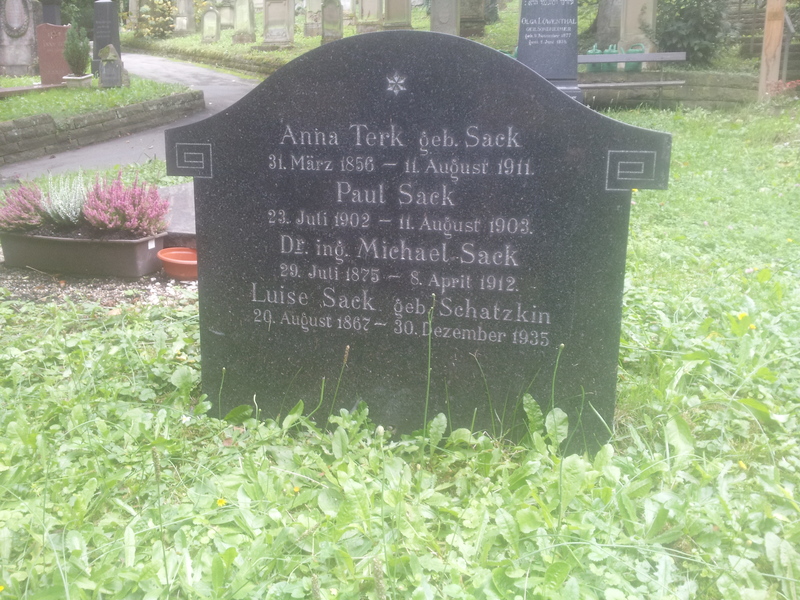 Anna Terk geb. Sack
31. März 1856 – 11. August 1911.
Paul Sack
23. Juli 1902 – 11. August 1903.
Dr. ing. Michael Sack
29. Juli 1875 – 8. April 1912.
Luise Sack geb. Schatzkin
20. August 1867 – 30. Dezember 1935
OLGA LÖWENTHAL